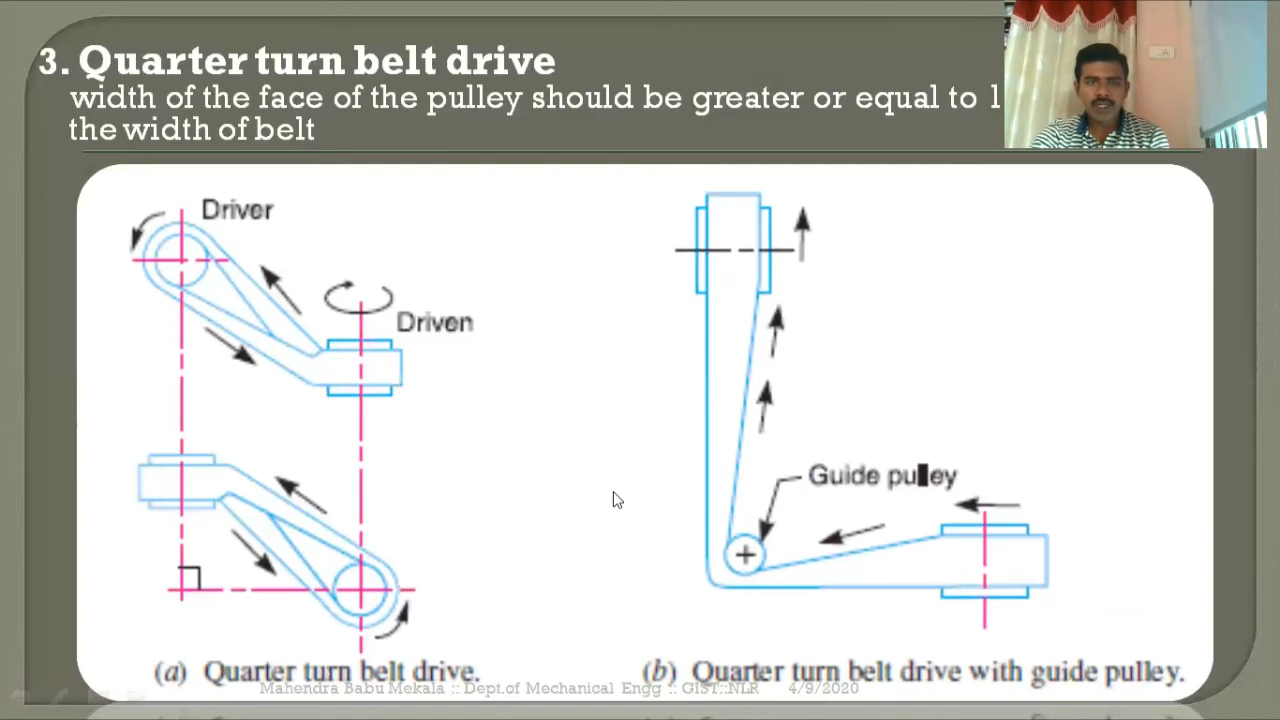 3. Quarter turn belt drive
width of the face of the pulley should be greater or equal to
the width of belt
Driver
Driven
Guide pulley
(a) Quarter turn belt drive.
(b) Quarter turn belt drive with guide pulley.
Mahendra Babu Mekala :: Dept.of Mechanical Engg :: GIST::NLR 4/9/2020